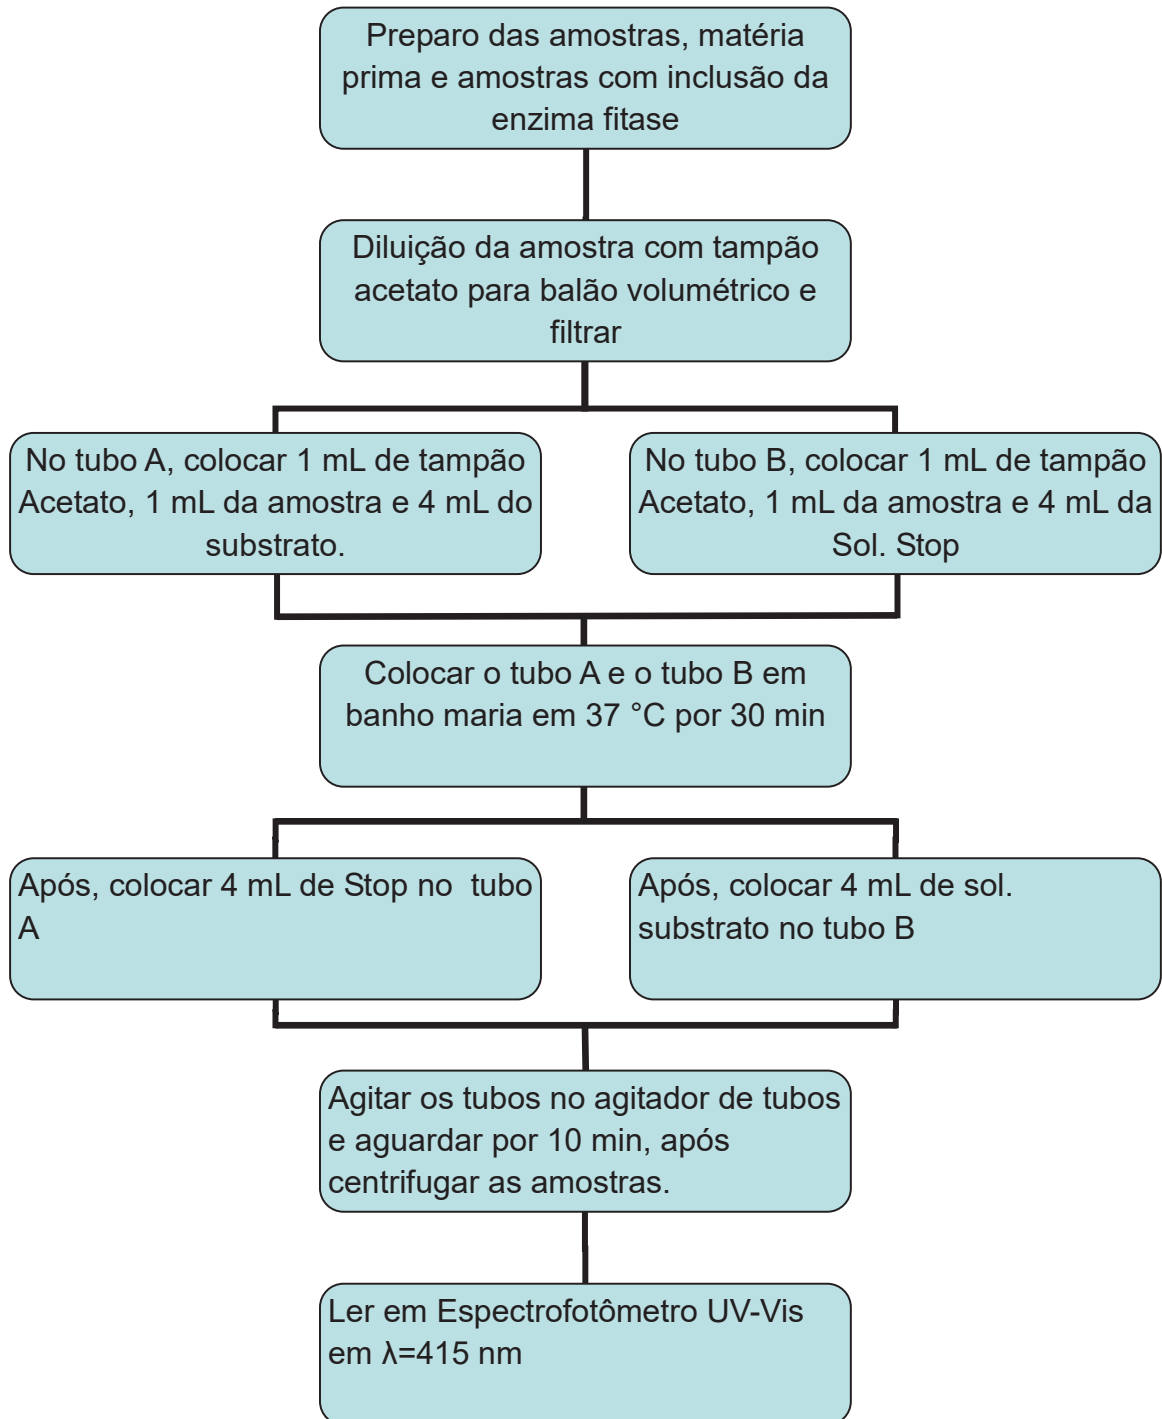 Preparo das amostras, matéria
prima e amostras com inclusão da
enzima fitase
Diluição da amostra com tampão
acetato para balão volumétrico e
filtrar
No tubo A, colocar 1 mL de tampão
Acetato, 1 mL da amostra e 4 mL do
substrato.
No tubo B, colocar 1 mL de tampão
Acetato, 1 mL da amostra e 4 mL da
Sol. Stop
Colocar o tubo A e o tubo B em
banho maria em 37 °C por 30 min
Após, colocar 4 mL de Stop no tubo
A
Após, colocar 4 mL de sol.
substrato no tubo B
Agitar os tubos no agitador de tubos
e aguardar por 10 min, após
centrifugar as amostras.
Ler em Espectrofotômetro UV-Vis
em λ=415 nm